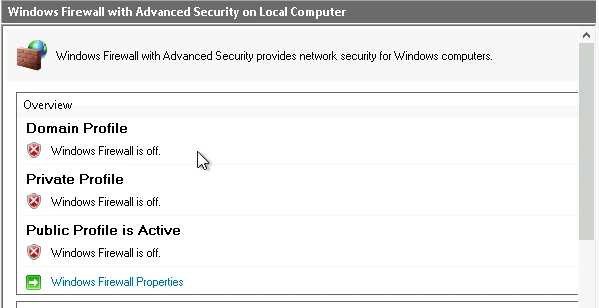 Windows Firewall with Advanced Security on Local Computer
Windows Firewall with Advanced Security provides network security for Windows computers.
Overview
Domain Profile
Windows Firewall is off.
Private Profile
Windows Firewall is off.
Public Profile is Active
Windows Firewall is off.
Windows Firewall Properties